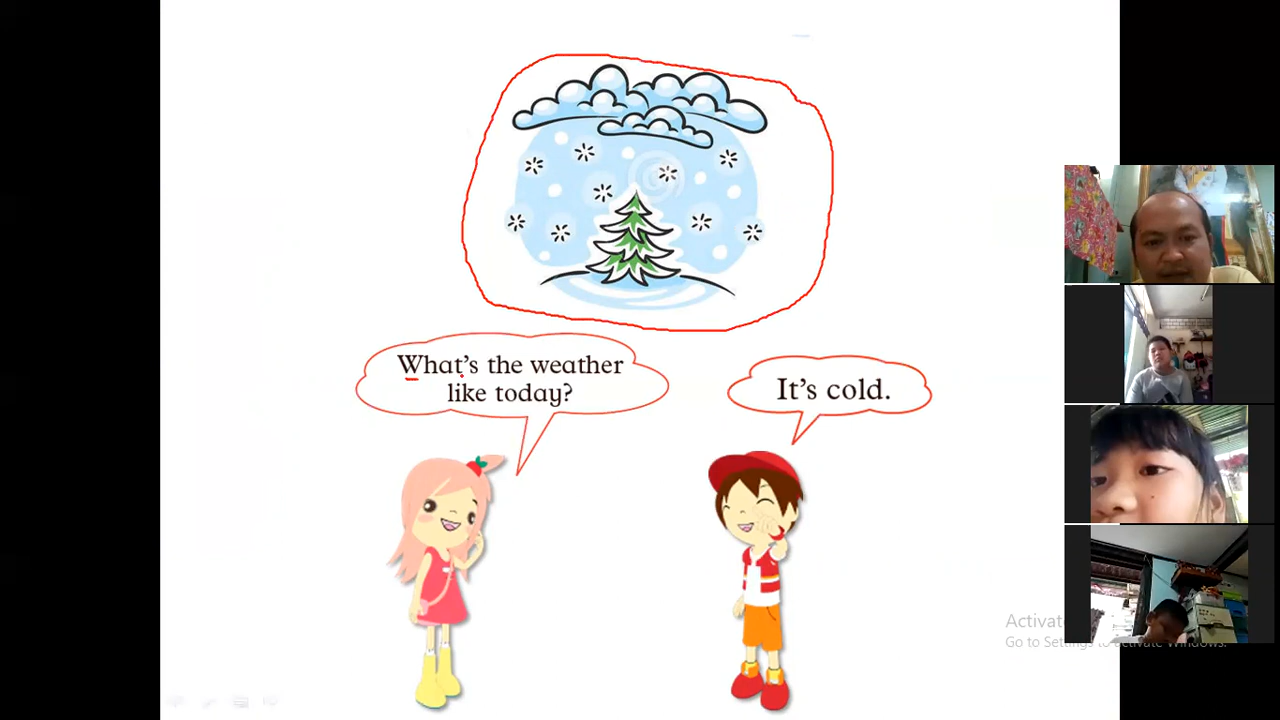 What's the weather
like today?
It's cold.
Activat
Go to Settings to activate Windows.